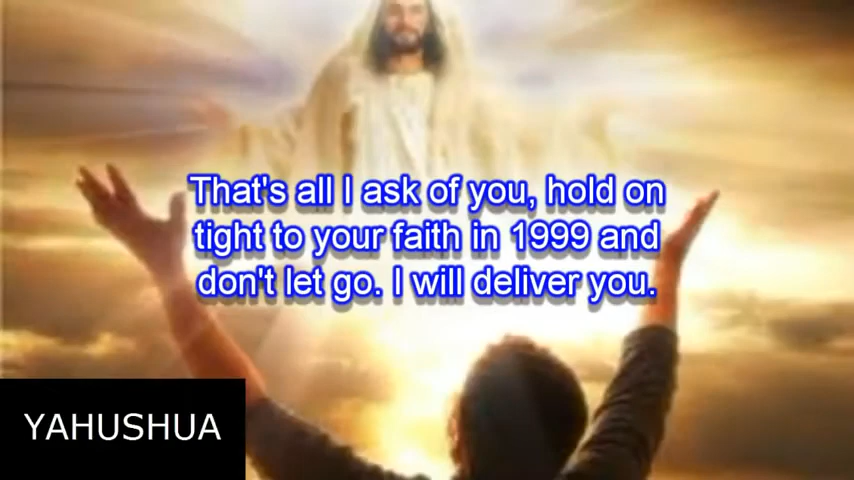 That's all I ask of you, hold on
tight to your faith in 1999 and
don't let go. I will deliver you.
YAHUSHUA